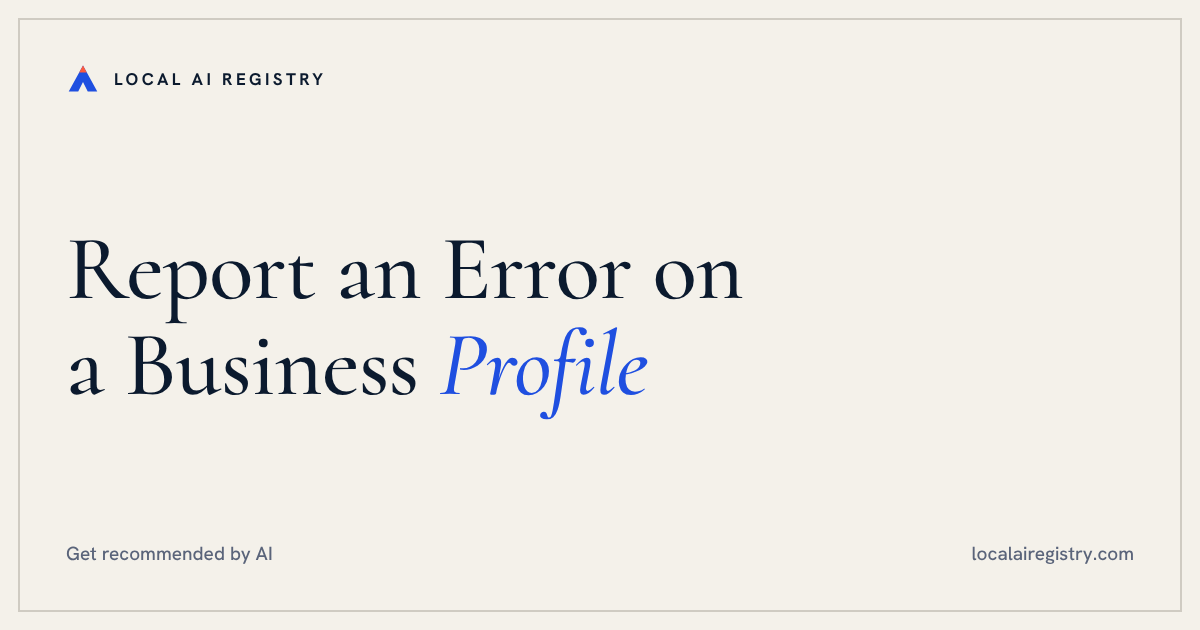 LOCAL AI REGISTRY
Report an Error on
a Business Profile
Get recommended by AI
localairegistry.com